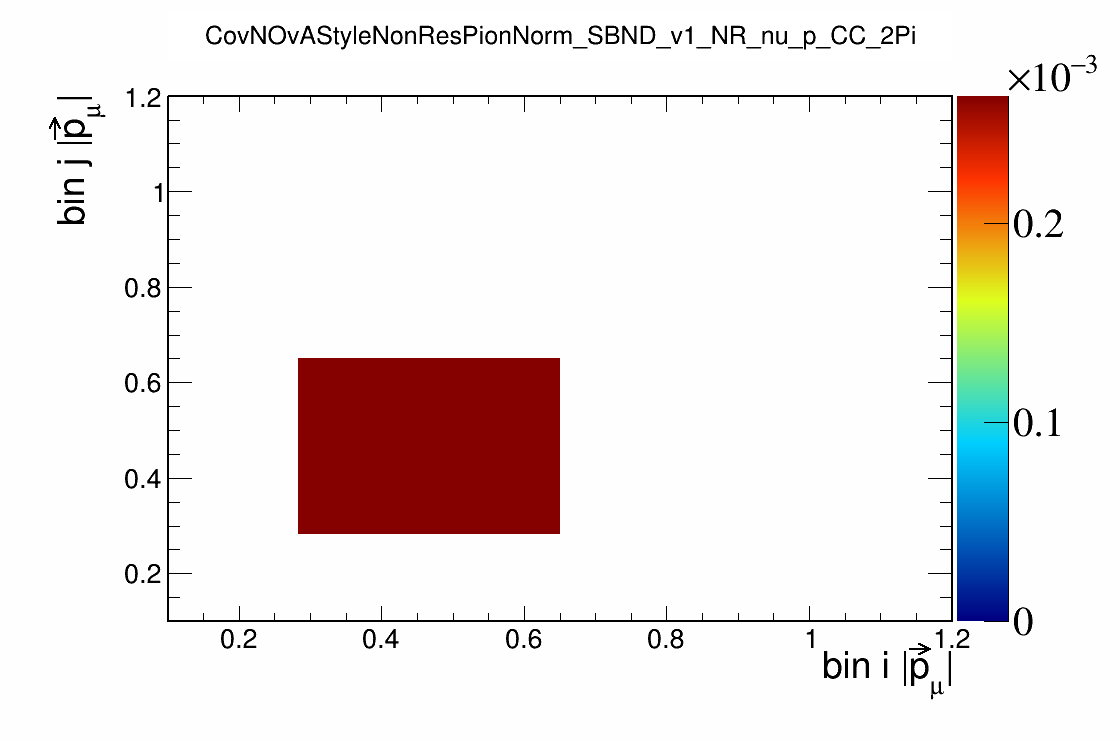 CovNOvAStyleNonResPionNorm_SBND_v1_NR_nu_p_CC_2Pi
×10⁻³
bin j |p⃗_μ|
1.2
1
0.8
0.6
0.4
0.2
0.2
0.1
0
0.2 0.4 0.6 0.8 1 1.2
bin i |p⃗_μ|